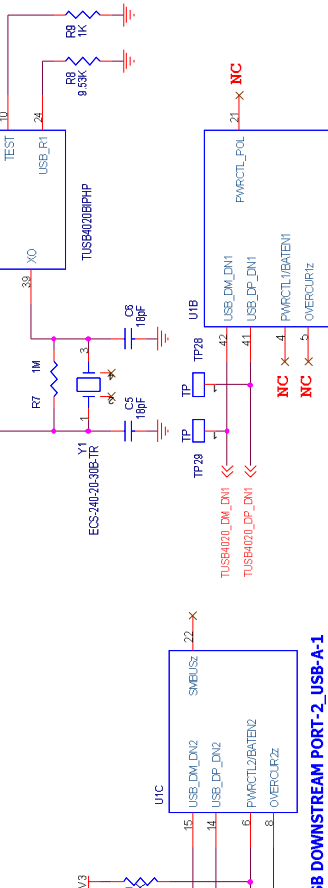 R9
1K
R8
9.53K
10
24
TEST
USB_R1
XO
TUSB4020BIPHP
39
C6
18pF
1M
R7
3
1
C5
18pF
Y1
ECS-240-20-30B-TR
NC
21
PWRCTL_POL
USB_DM_DN1
USB_DP_DN1
PWRCTL1/BATEN1
OVERCUR1z
U1B
42
41
4
5
NC
NC
TP28
TP
TP
TP29
TUSB4020_DM_DN1
TUSB4020_DP_DN1
22
SMBUSz
USB_DM_DN2
USB_DP_DN2
PWRCTL2/BATEN2
OVERCUR2z
U1C
15
14
6
8
DOWNSTREAM PORT-2_USB-A-1